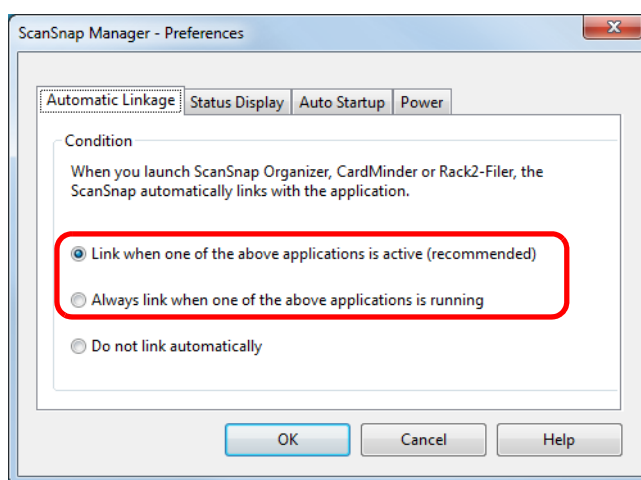 ScanSnap Manager - Preferences
Automatic Linkage
Status Display
Auto Startup
Power
Condition
When you launch ScanSnap Organizer, CardMinder or Rack2-Filer, the
ScanSnap automatically links with the application.
Link when one of the above applications is active (recommended)
Always link when one of the above applications is running
Do not link automatically
OK
Cancel
Help